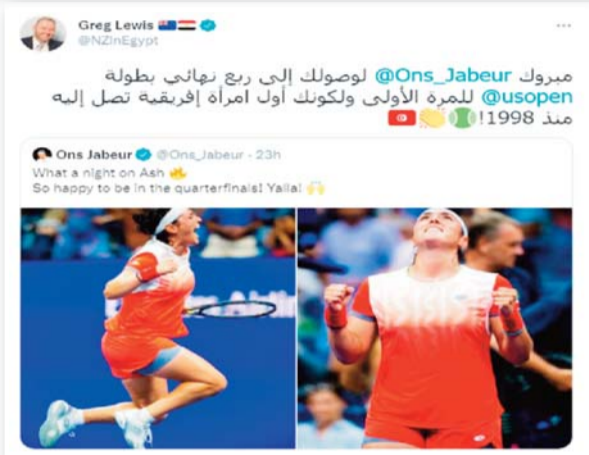 Greg Lewis
@NZInEgypt
مبروك @Ons_Jabeur لوصولك إلى ربع نهائي بطولة
@usopen للمرة الأولى ولكونك أول امرأة إفريقية تصل إليه
منذ 1998!
Ons Jabeur @Ons_Jabeur - 23h
What a night on Ash
So happy to be in the quarterfinals! Yalla!